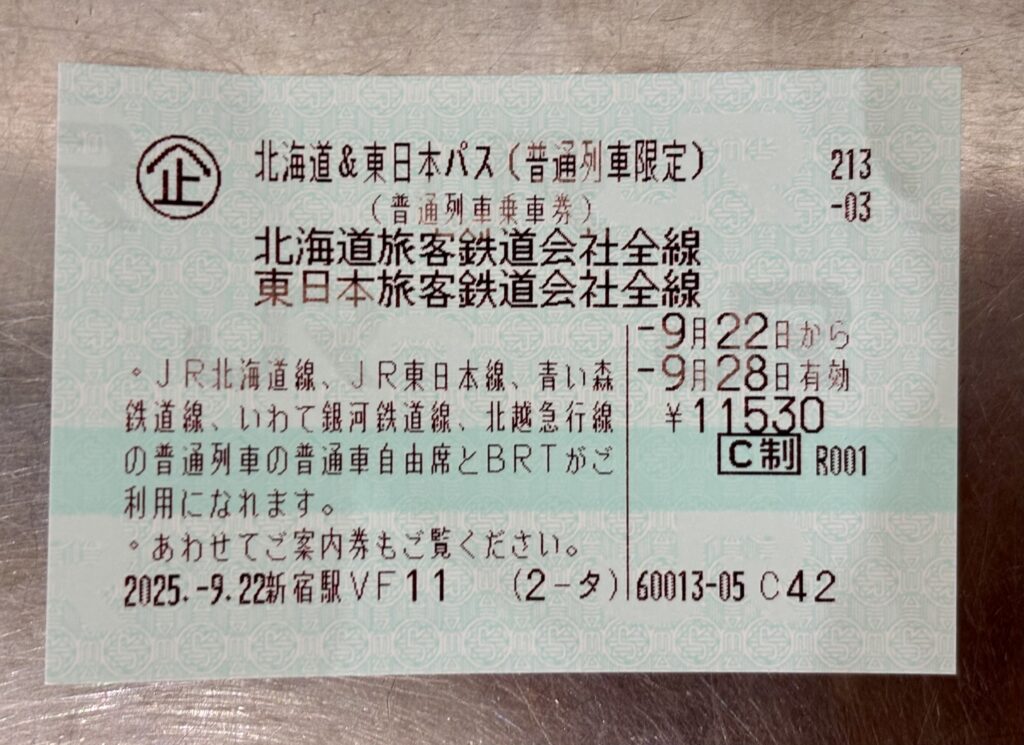 企 北海道&東日本パス(普通列車限定) 213
(普通列車乗車券) -03
北海道旅客鉄道会社全線
東日本旅客鉄道会社全線
-9月22日から
-9月28日有効
¥11530
C制 R001
・JR北海道線、JR東日本線、青い森
鉄道線、いわて銀河鉄道線、北越急行線
の普通列車の普通車自由席とBRTがご
利用になれます。
・あわせてご案内券もご覧ください。
2025.-9.22新宿駅VF11 (2-タ) 60013-05 C42